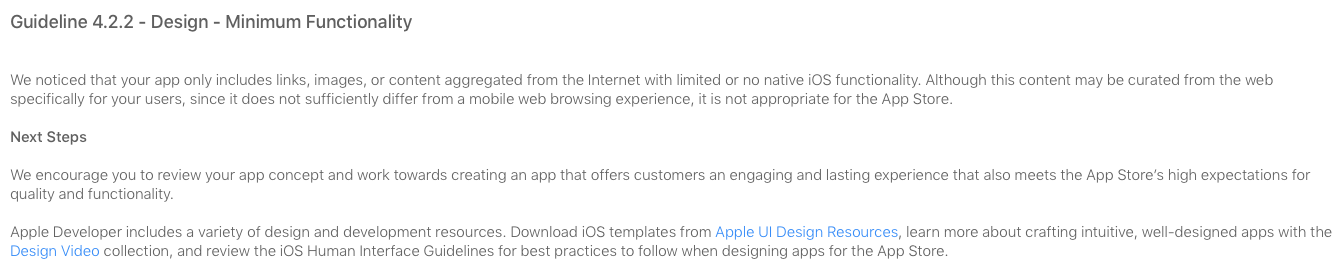 Guideline 4.2.2 - Design - Minimum Functionality
We noticed that your app only includes links, images, or content aggregated from the Internet with limited or no native iOS functionality. Although this content may be curated from the web
specifically for your users, since it does not sufficiently differ from a mobile web browsing experience, it is not appropriate for the App Store.
Next Steps
We encourage you to review your app concept and work towards creating an app that offers customers an engaging and lasting experience that also meets the App Store's high expectations for
quality and functionality.
Apple Developer includes a variety of design and development resources. Download iOS templates from Apple UI Design Resources, learn more about crafting intuitive, well-designed apps with the
Design Video collection, and review the iOS Human Interface Guidelines for best practices to follow when designing apps for the App Store.